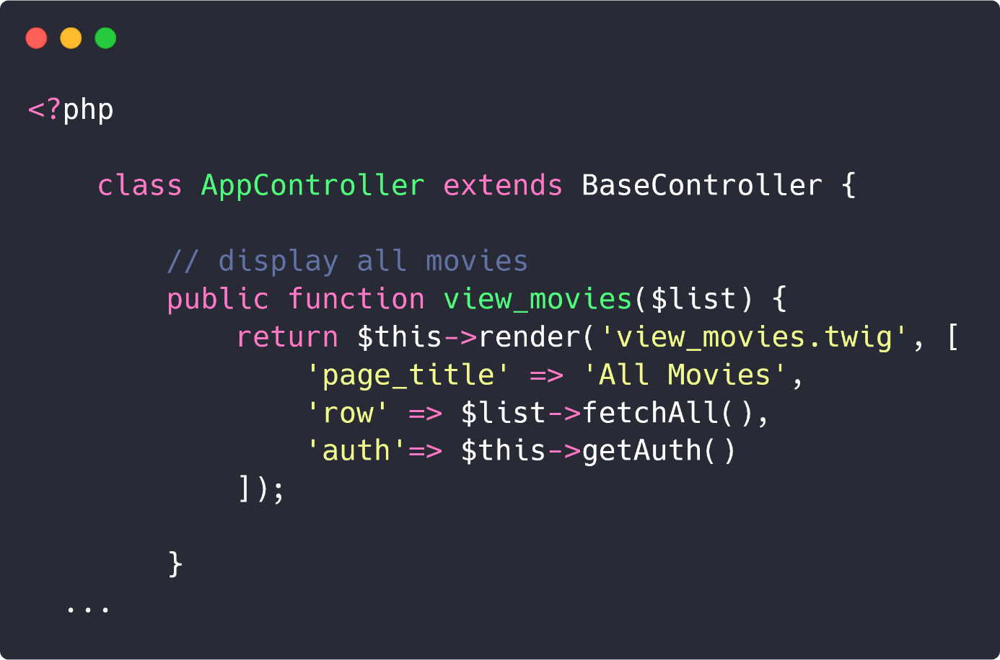 <?php
class AppController extends BaseController {
// display all movies
public function view_movies($list) {
return $this->render('view_movies.twig', [
'page_title' => 'All Movies',
'row' => $list->fetchAll(),
'auth'=> $this->getAuth()
]);
}
...